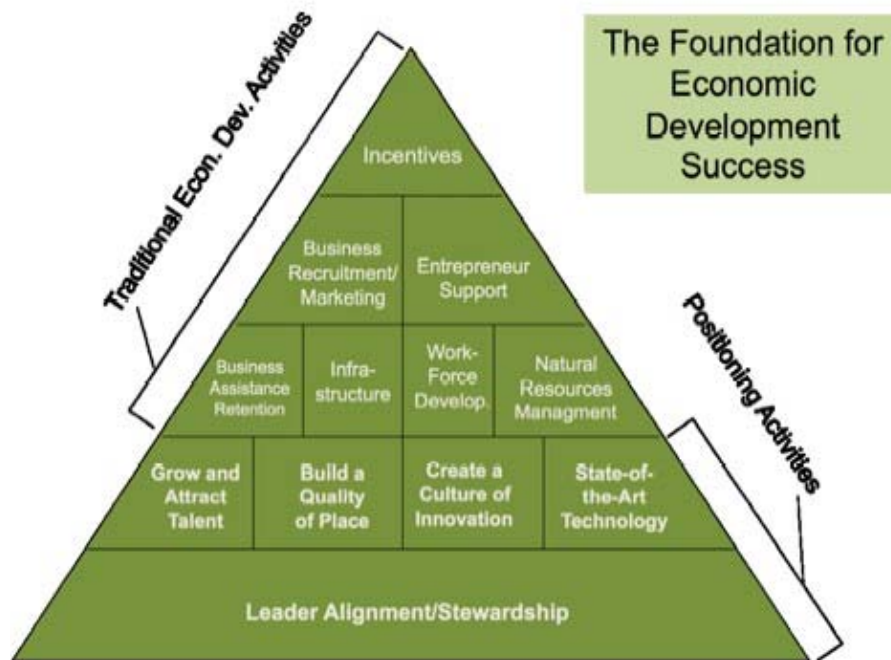 The Foundation for
Economic
Development
Success
Traditional Econ. Dev. Activities
Incentives
Business
Recruitment/
Marketing
Entrepreneur
Support
Business
Assistance
Retention
Infra-
structure
Work-
Force
Develop.
Natural
Resources
Managment
Positioning Activities
Grow and
Attract
Talent
Build a
Quality
of Place
Create a
Culture of
Innovation
State-of-
the-Art
Technology
Leader Alignment/Stewardship